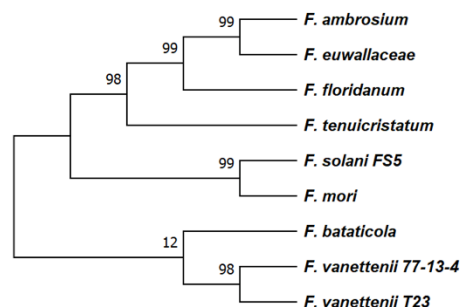 99 F. ambrosium
F. euwallaceae
99
98 F. floridanum
F. tenuicristatum
F. solani FS5
99
F. mori
F. bataticola
12
F. vanettenii 77-13-4
98
F. vanettenii T23